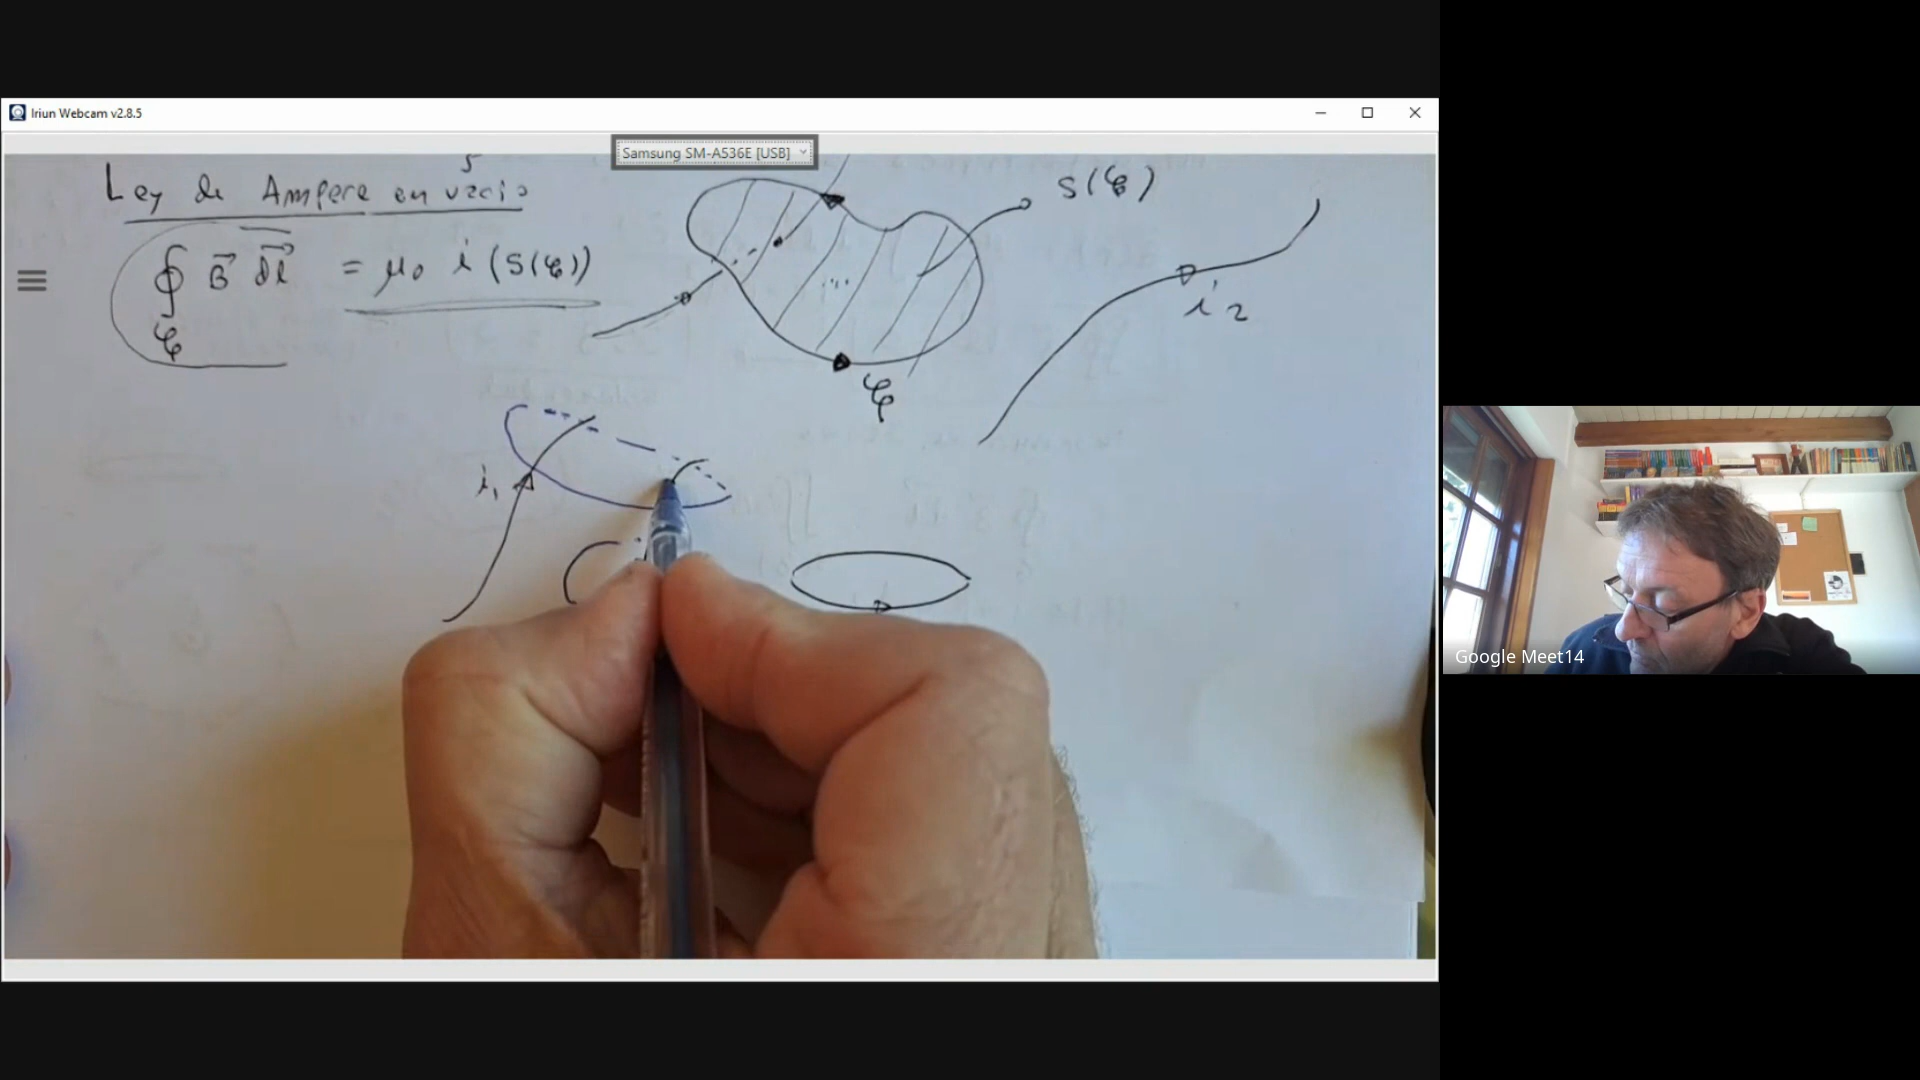 Iriun Webcam v2.8.5
Samsung SM-A536E [USB]
Ley de Ampere en vacio
∮ B⃗ dl⃗ = μ₀ i (S(φ))
φ
S(φ)
i₂
φ
i₁
Google Meet14